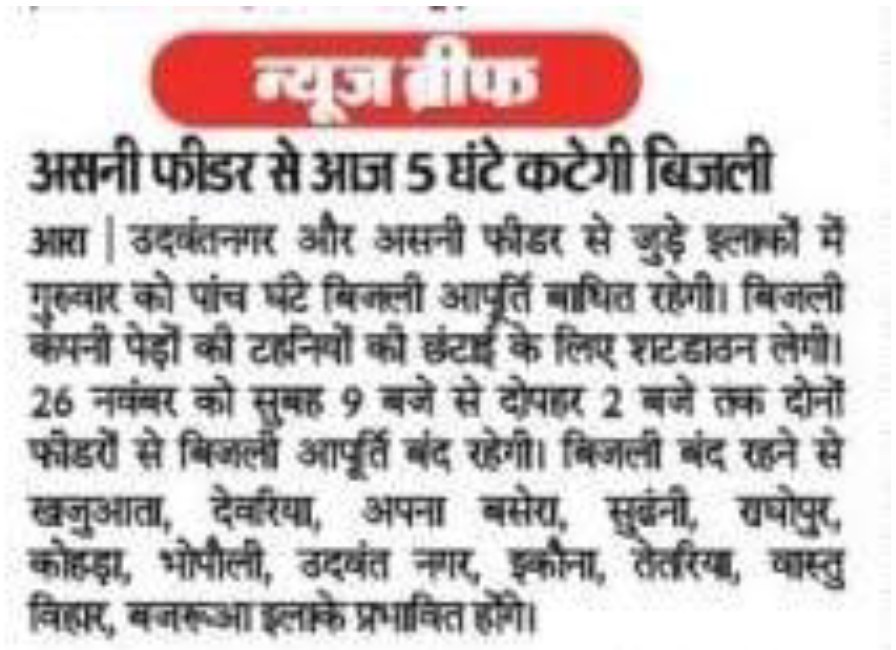 न्यूज ब्रीफ
असनी फीडर से आज 5 घंटे कटेगी बिजली
आरा | उदवंतनगर और असनी फीडर से जुड़े इलाकों में
गुरुवार को पांच घंटे बिजली आपूर्ति बाधित रहेगी। बिजली
कंपनी पेड़ों की टहनियों की छंटाई के लिए शटडाउन लेगी।
26 नवंबर को सुबह 9 बजे से दोपहर 2 बजे तक दोनों
फीडरों से बिजली आपूर्ति बंद रहेगी। बिजली बंद रहने से
खजुआता, देवरिया, अपना बसेरा, सुढ़नी, राघोपुर,
कोहड़ा, भोपौली, उदवंत नगर, इकौना, तेतरिया, वास्तु
विहार, बजरूआ इलाके प्रभावित होंगे।